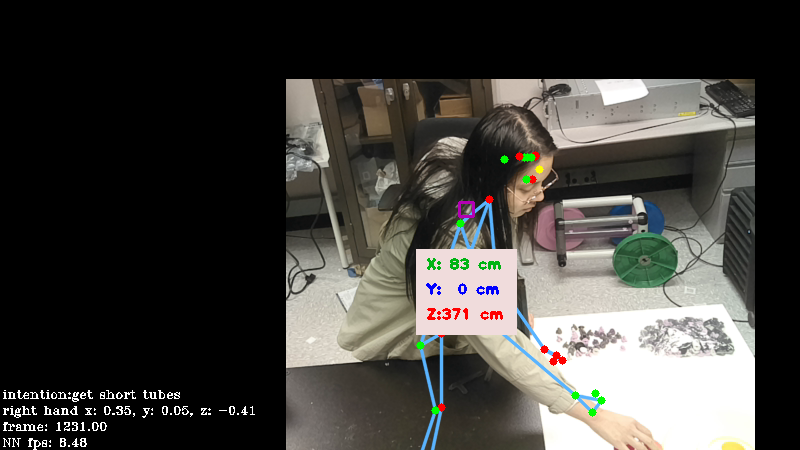 X: 83 cm
Y: 0 cm
Z:371 cm
intention:get short tubes
right hand x: 0.35, y: 0.05, z: -0.41
frame: 1231.00
NN fps: 8.48